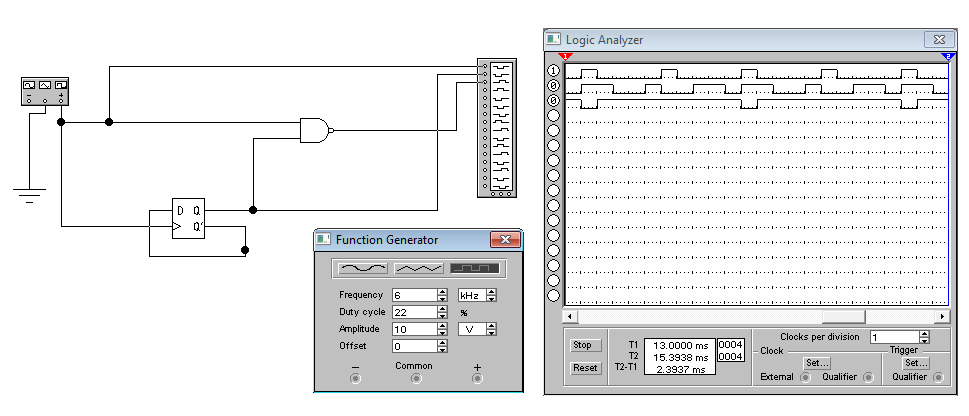 Logic Analyzer
1 2
1
0
0
− +
D Q
Q'
Function Generator
Frequency 6 kHz
Duty cycle 22 %
Amplitude 10 V
Offset 0
− Common +
Clocks per division 1
Stop T1 13.0000 ms 0004
T2 15.3938 ms 0004
Reset T2-T1 2.3937 ms
Clock Trigger
Set... Set...
External Qualifier Qualifier